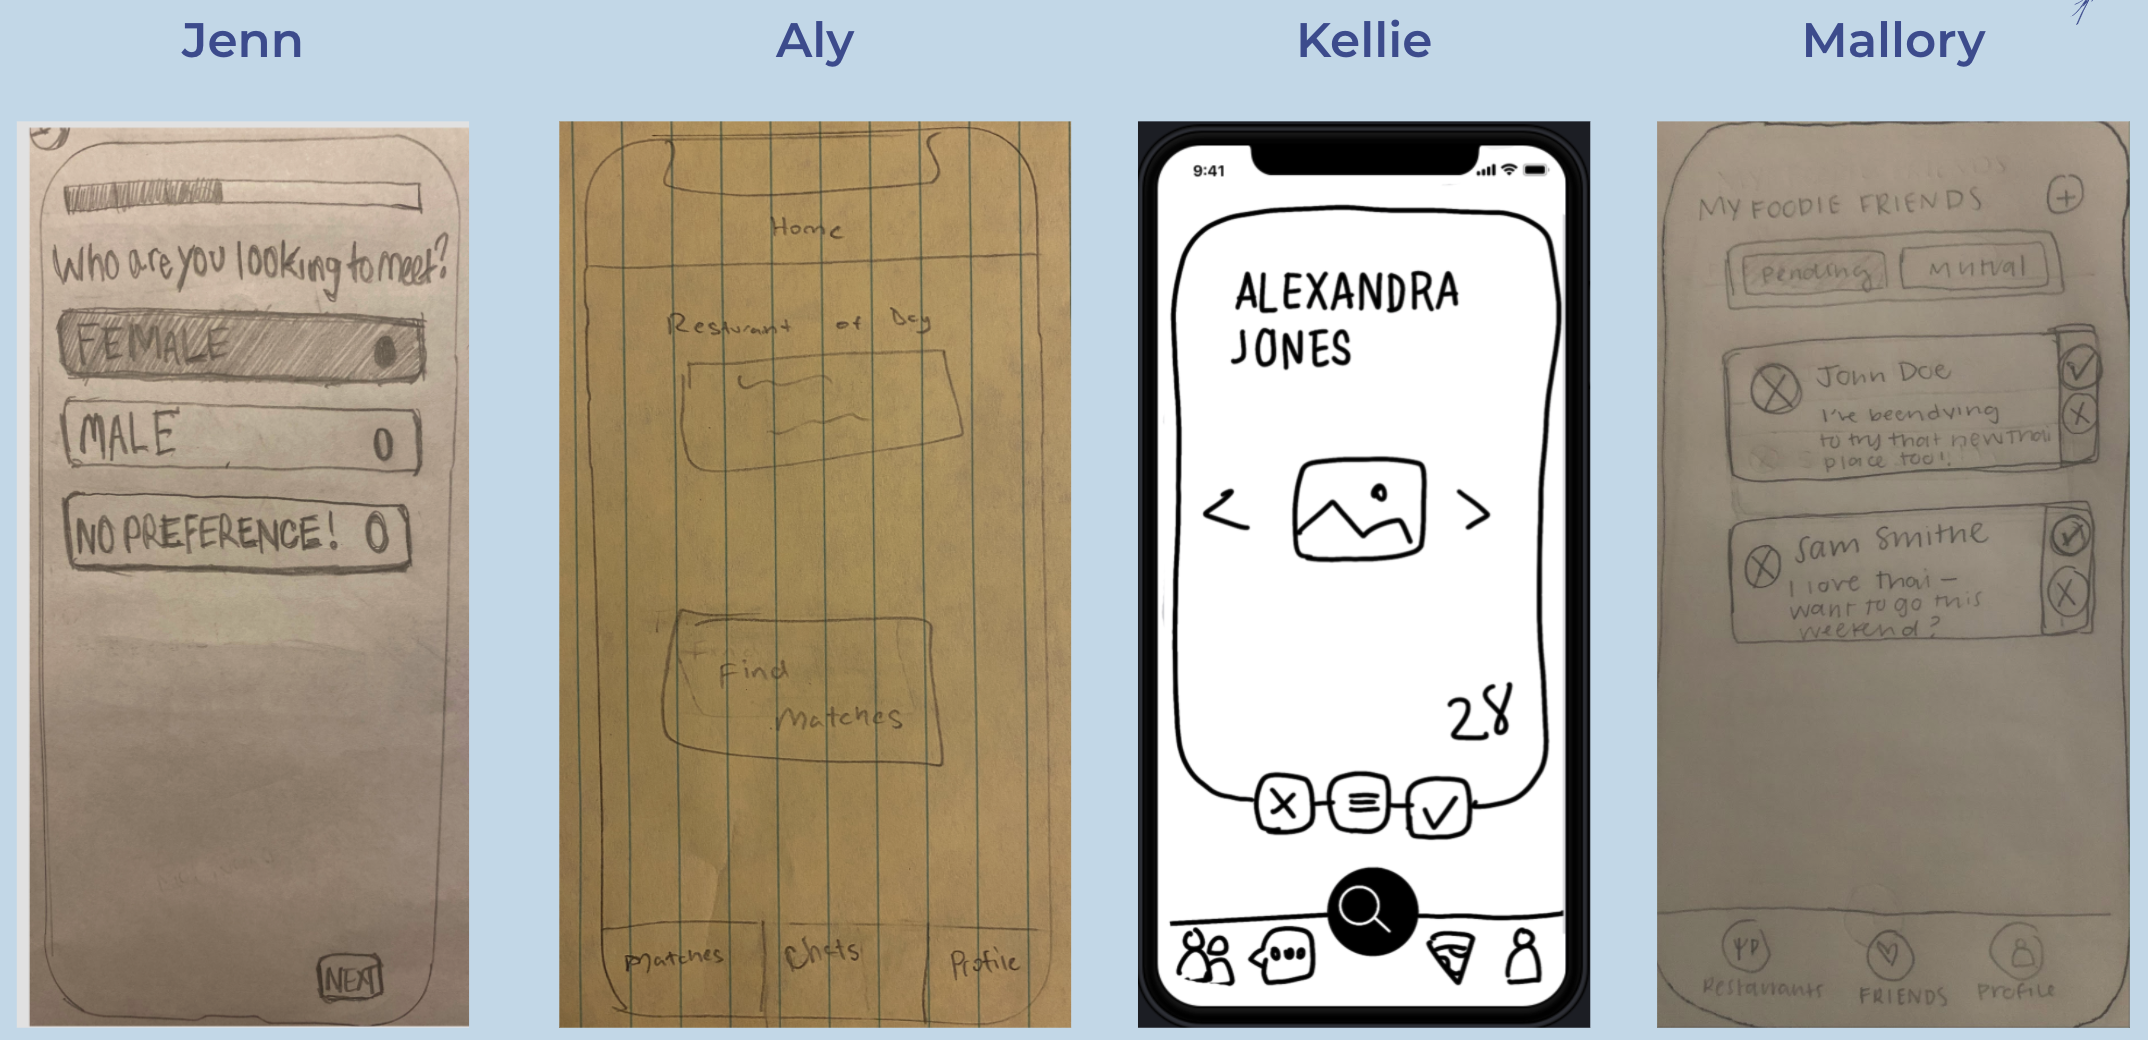 Jenn
Aly
Kellie
Mallory
Who are you looking to meet?
FEMALE
MALE
NO PREFERENCE!
NEXT
Home
Resturant of Day
Find
Matches
Matches
Chats
Profile
9:41
ALEXANDRA
JONES
28
MY FOODIE FRIENDS
Pending
Mutual
John Doe
I've been dying
to try that new Thai
place too!
Sam Smithe
I love thai –
want to go this
weekend?
Restaurants
FRIENDS
Profile